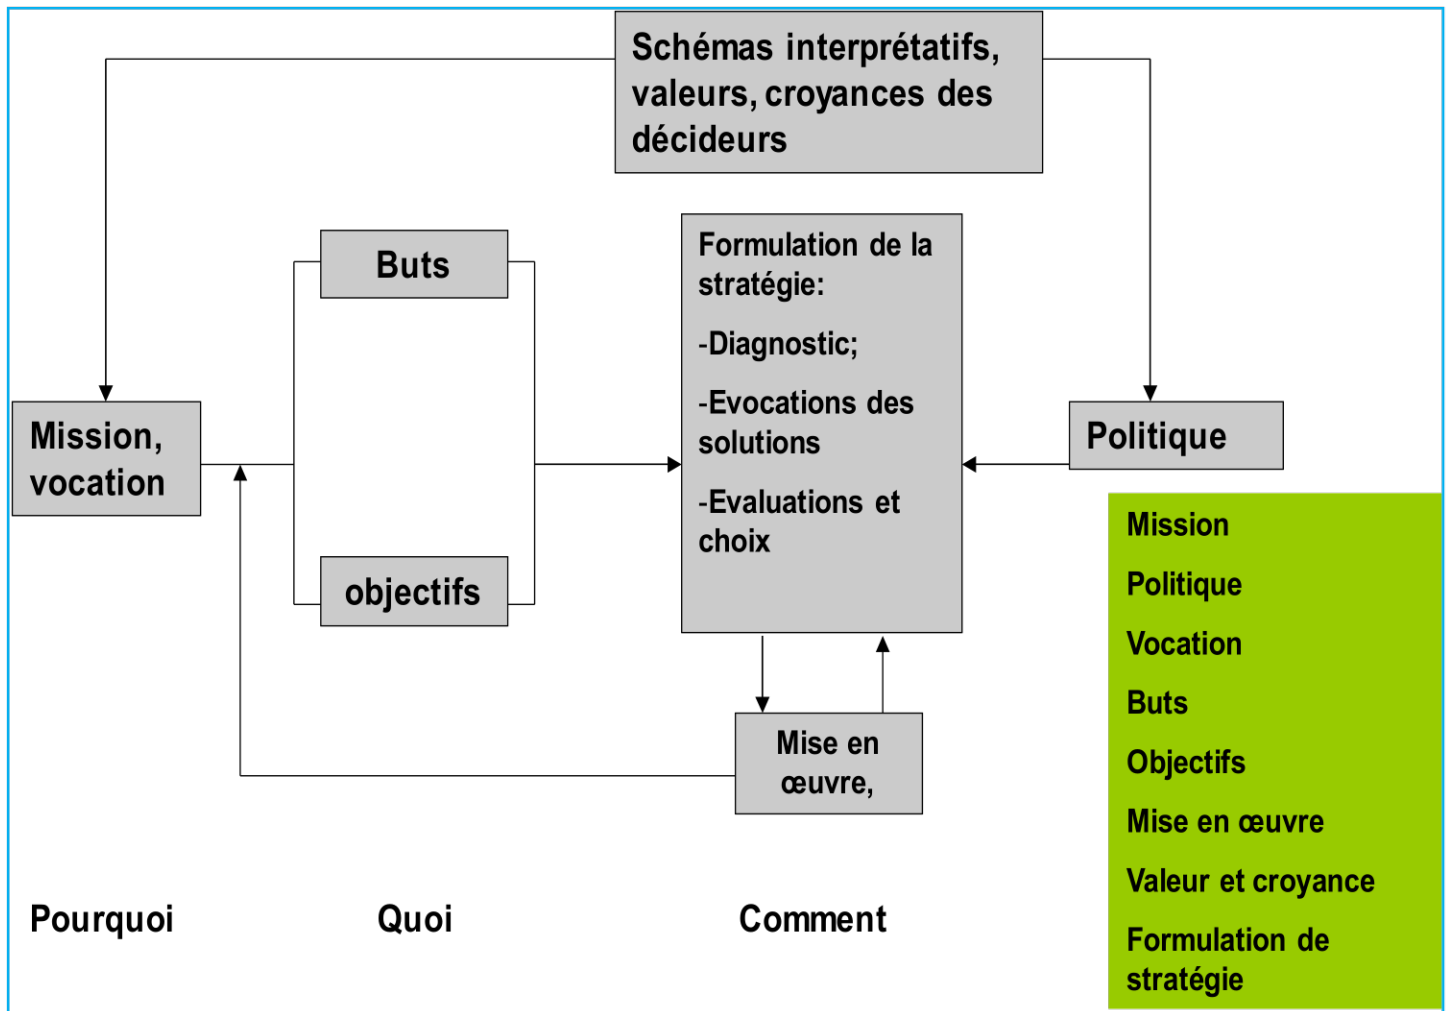 Schémas interprétatifs,
valeurs, croyances des
décideurs
Buts
Formulation de la
stratégie:
-Diagnostic;
-Evocations des
solutions
-Evaluations et
choix
Mission,
vocation
Politique
objectifs
Mise en
œuvre,
Mission
Politique
Vocation
Buts
Objectifs
Mise en œuvre
Valeur et croyance
Formulation de
stratégie
Pourquoi
Quoi
Comment